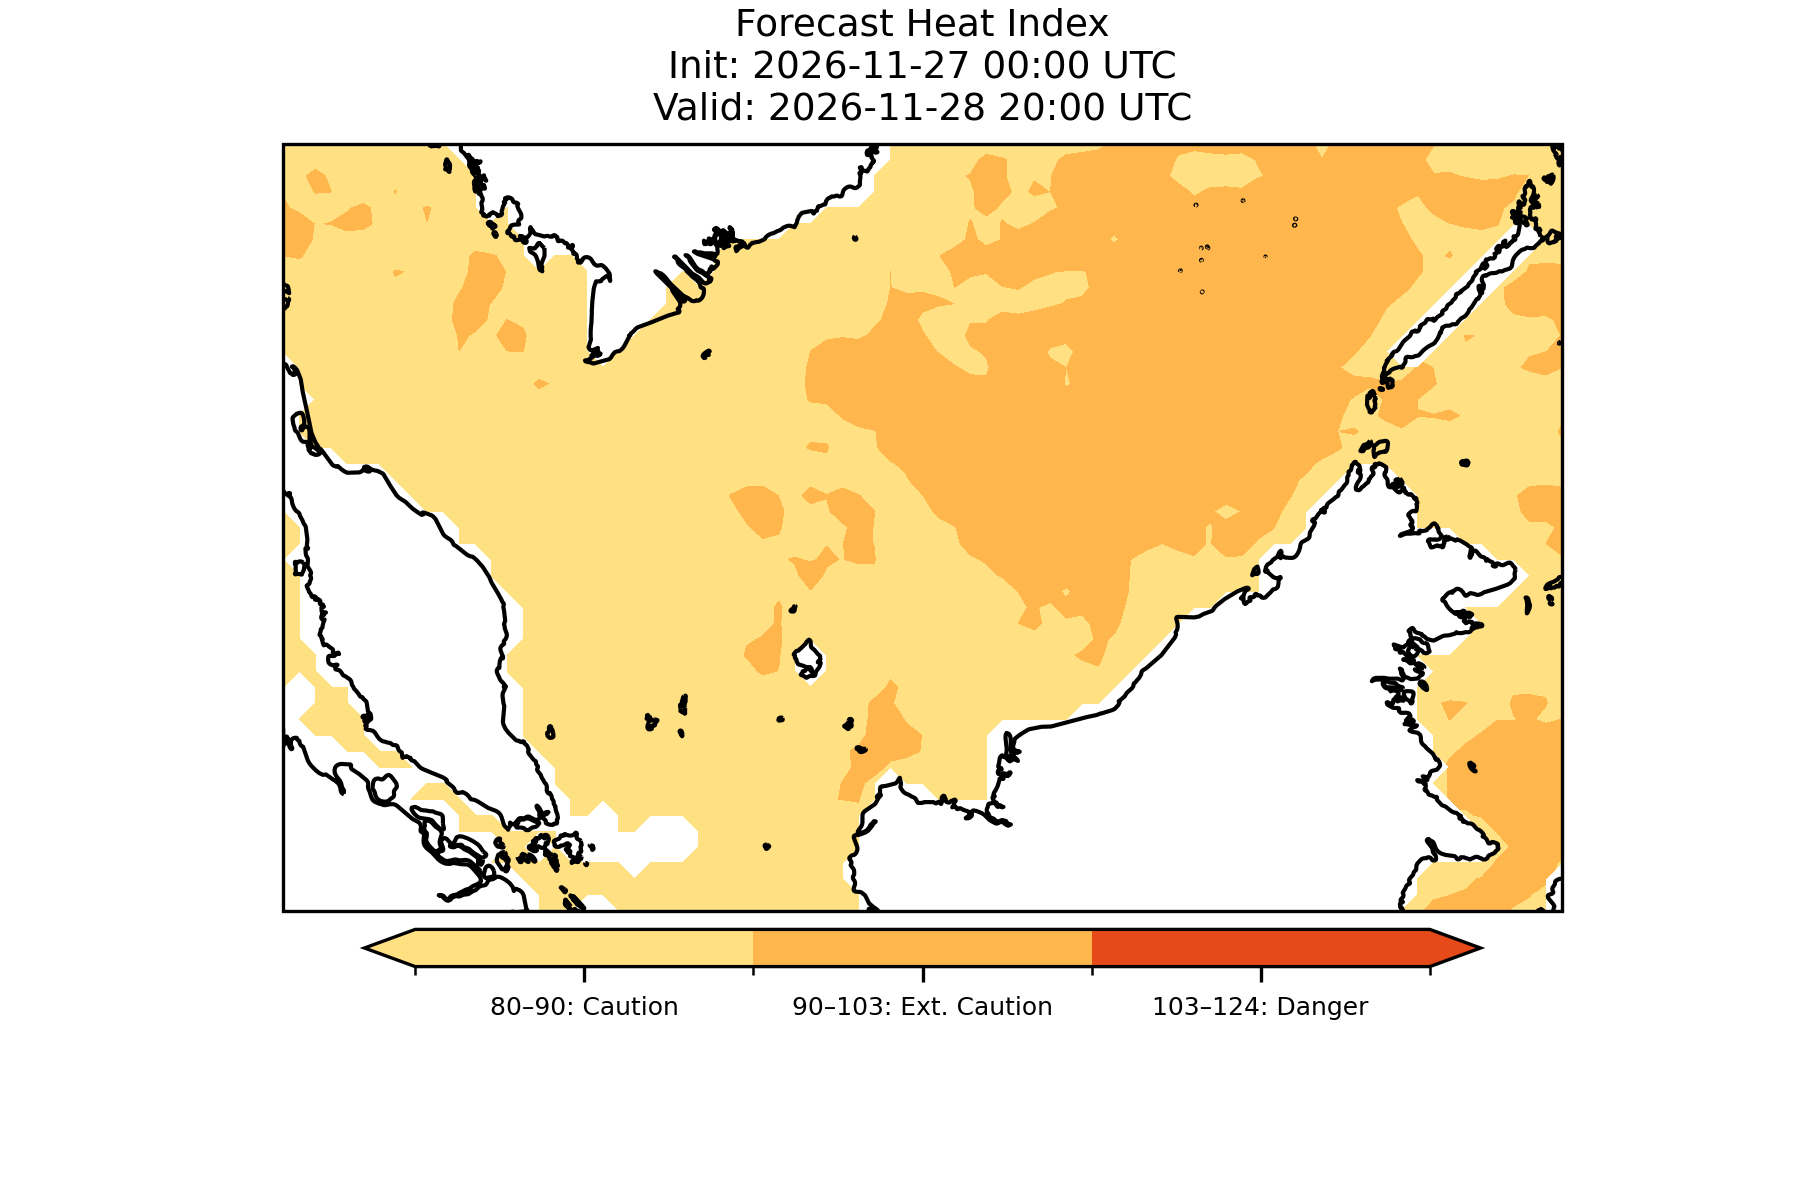 Forecast Heat Index
Init: 2026-11-27 00:00 UTC
Valid: 2026-11-28 20:00 UTC
80–90: Caution
90–103: Ext. Caution
103–124: Danger